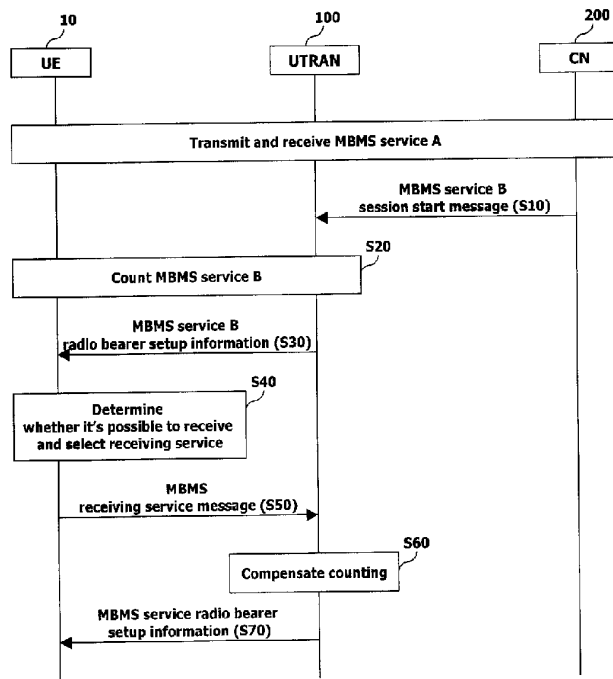 10
100
200
UE
UTRAN
CN
Transmit and receive MBMS service A
MBMS service B
session start message (S10)
S20
Count MBMS service B
MBMS service B
radio bearer setup information (S30)
S40
Determine
whether it's possible to receive
and select receiving service
MBMS
receiving service message (S50)
S60
Compensate counting
MBMS service radio bearer
setup information (S70)